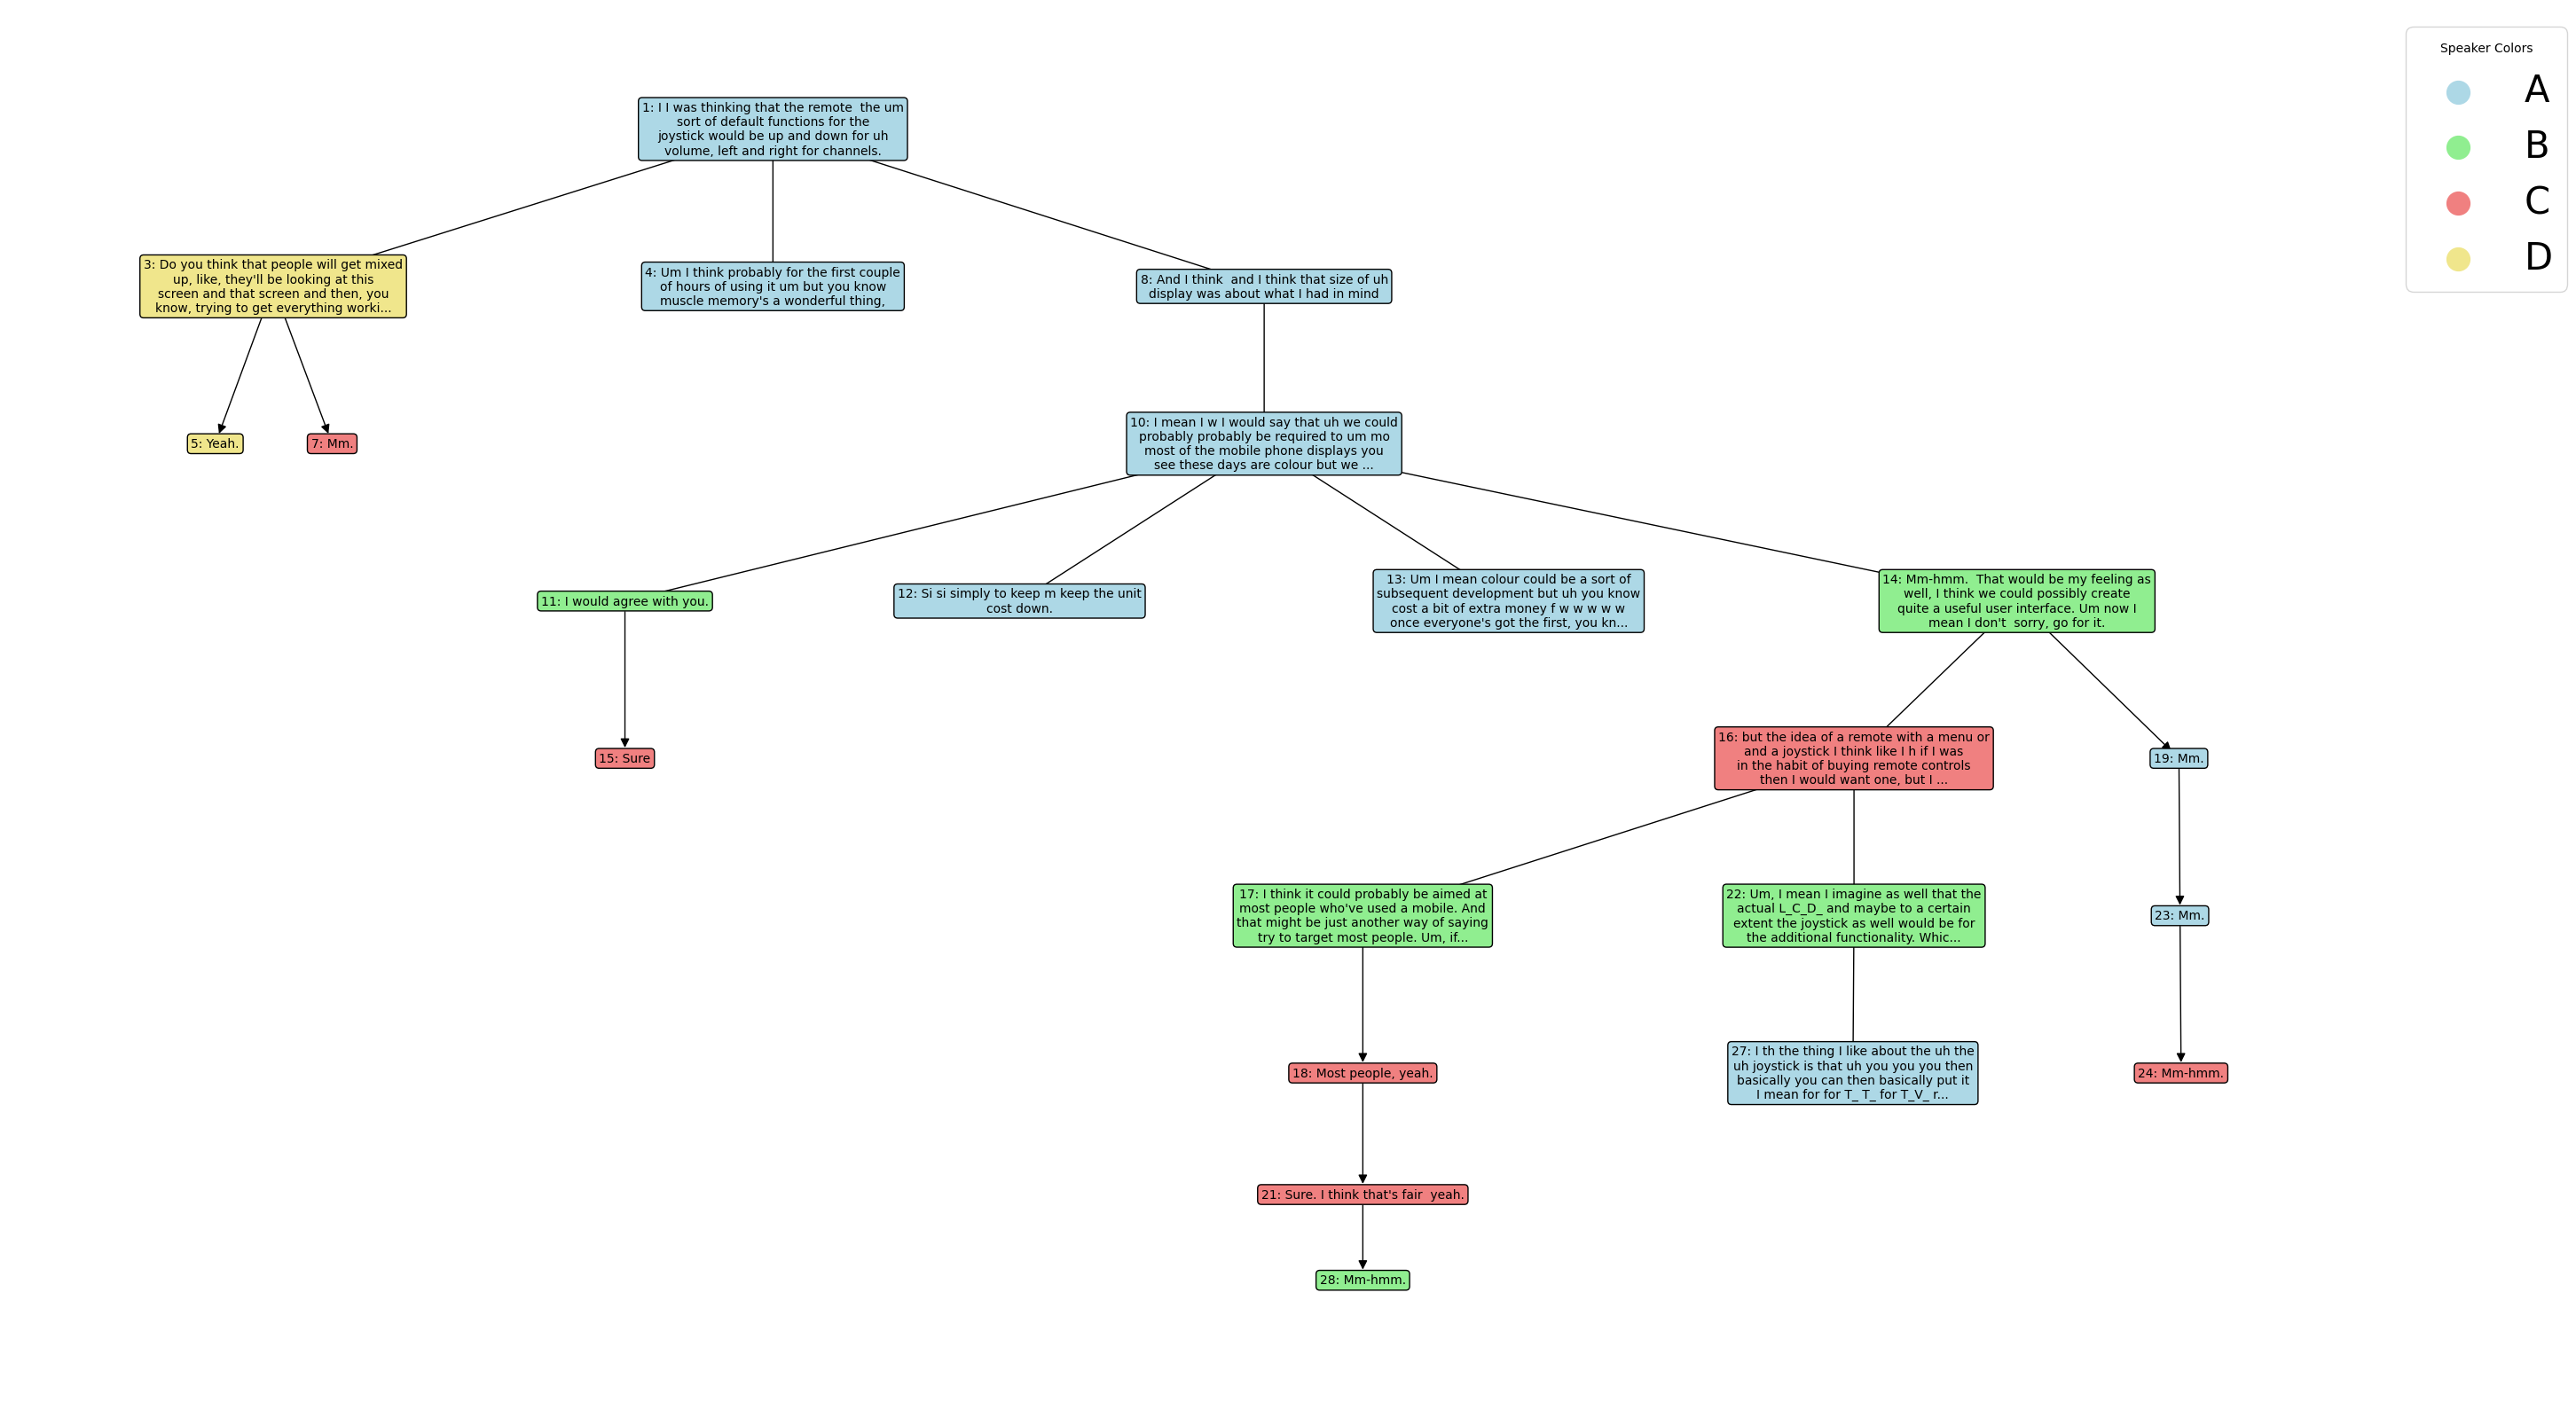 Speaker Colors
A
B
C
D
1: I I was thinking that the remote  the um
sort of default functions for the
joystick would be up and down for uh
volume, left and right for channels.
3: Do you think that people will get mixed
up, like, they'll be looking at this
screen and that screen and then, you
know, trying to get everything worki...
4: Um I think probably for the first couple
of hours of using it um but you know
muscle memory's a wonderful thing,
8: And I think  and I think that size of uh
display was about what I had in mind
5: Yeah.
7: Mm.
10: I mean I w I would say that uh we could
probably probably be required to um mo
most of the mobile phone displays you
see these days are colour but we ...
11: I would agree with you.
12: Si si simply to keep m keep the unit
cost down.
13: Um I mean colour could be a sort of
subsequent development but uh you know
cost a bit of extra money f w w w w w
once everyone's got the first, you kn...
14: Mm-hmm.  That would be my feeling as
well, I think we could possibly create
quite a useful user interface. Um now I
mean I don't  sorry, go for it.
15: Sure
16: but the idea of a remote with a menu or
and a joystick I think like I h if I was
in the habit of buying remote controls
then I would want one, but I ...
19: Mm.
17: I think it could probably be aimed at
most people who've used a mobile. And
that might be just another way of saying
try to target most people. Um, if...
22: Um, I mean I imagine as well that the
actual L_C_D_ and maybe to a certain
extent the joystick as well would be for
the additional functionality. Whic...
23: Mm.
18: Most people, yeah.
27: I th the thing I like about the uh the
uh joystick is that uh you you you then
basically you can then basically put it
I mean for for T_ T_ for T_V_ r...
24: Mm-hmm.
21: Sure. I think that's fair  yeah.
28: Mm-hmm.